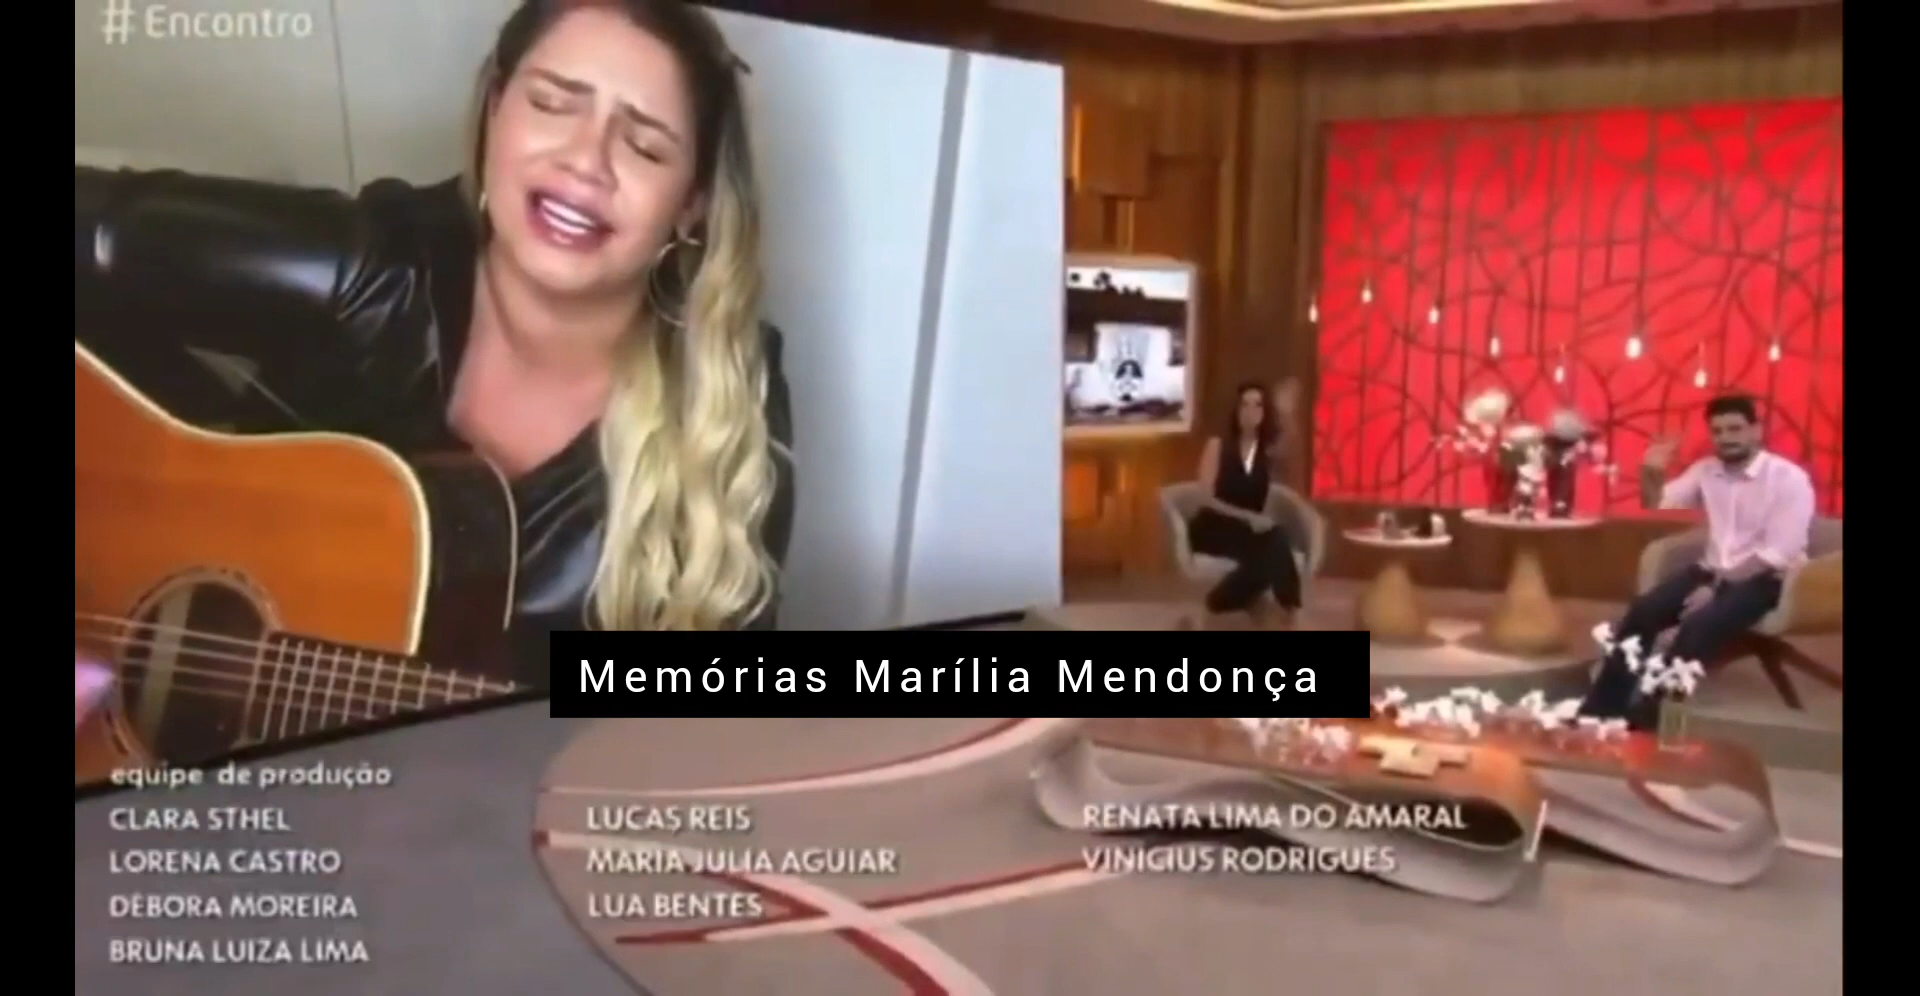 #Encontro
Memórias Marília Mendonça
equipe de produção
CLARA STHEL
LORENA CASTRO
DÉBORA MOREIRA
BRUNA LUIZA LIMA
LUCAS REIS
MARIA JULIA AGUIAR
LUA BENTES
RENATA LIMA DO AMARAL
VINICIUS RODRIGUES